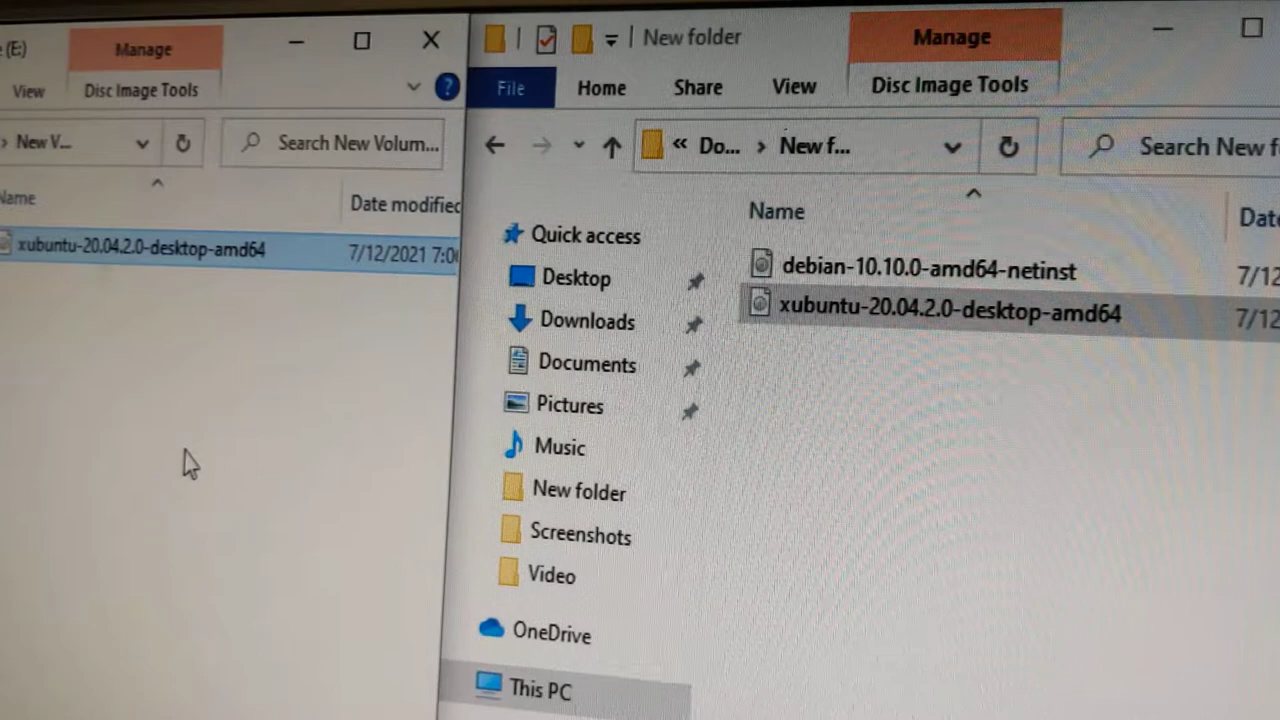 (E:)
Manage
View
Disc Image Tools
?
New V...
Search New Volum...
Name
Date modified
xubuntu-20.04.2.0-desktop-amd64
7/12/2021 7:0
New folder
Manage
File
Home
Share
View
Disc Image Tools
« Do... › New f...
Search New f
Name
Date
Quick access
debian-10.10.0-amd64-netinst
7/12
Desktop
xubuntu-20.04.2.0-desktop-amd64
7/12
Downloads
Documents
Pictures
Music
New folder
Screenshots
Video
OneDrive
This PC